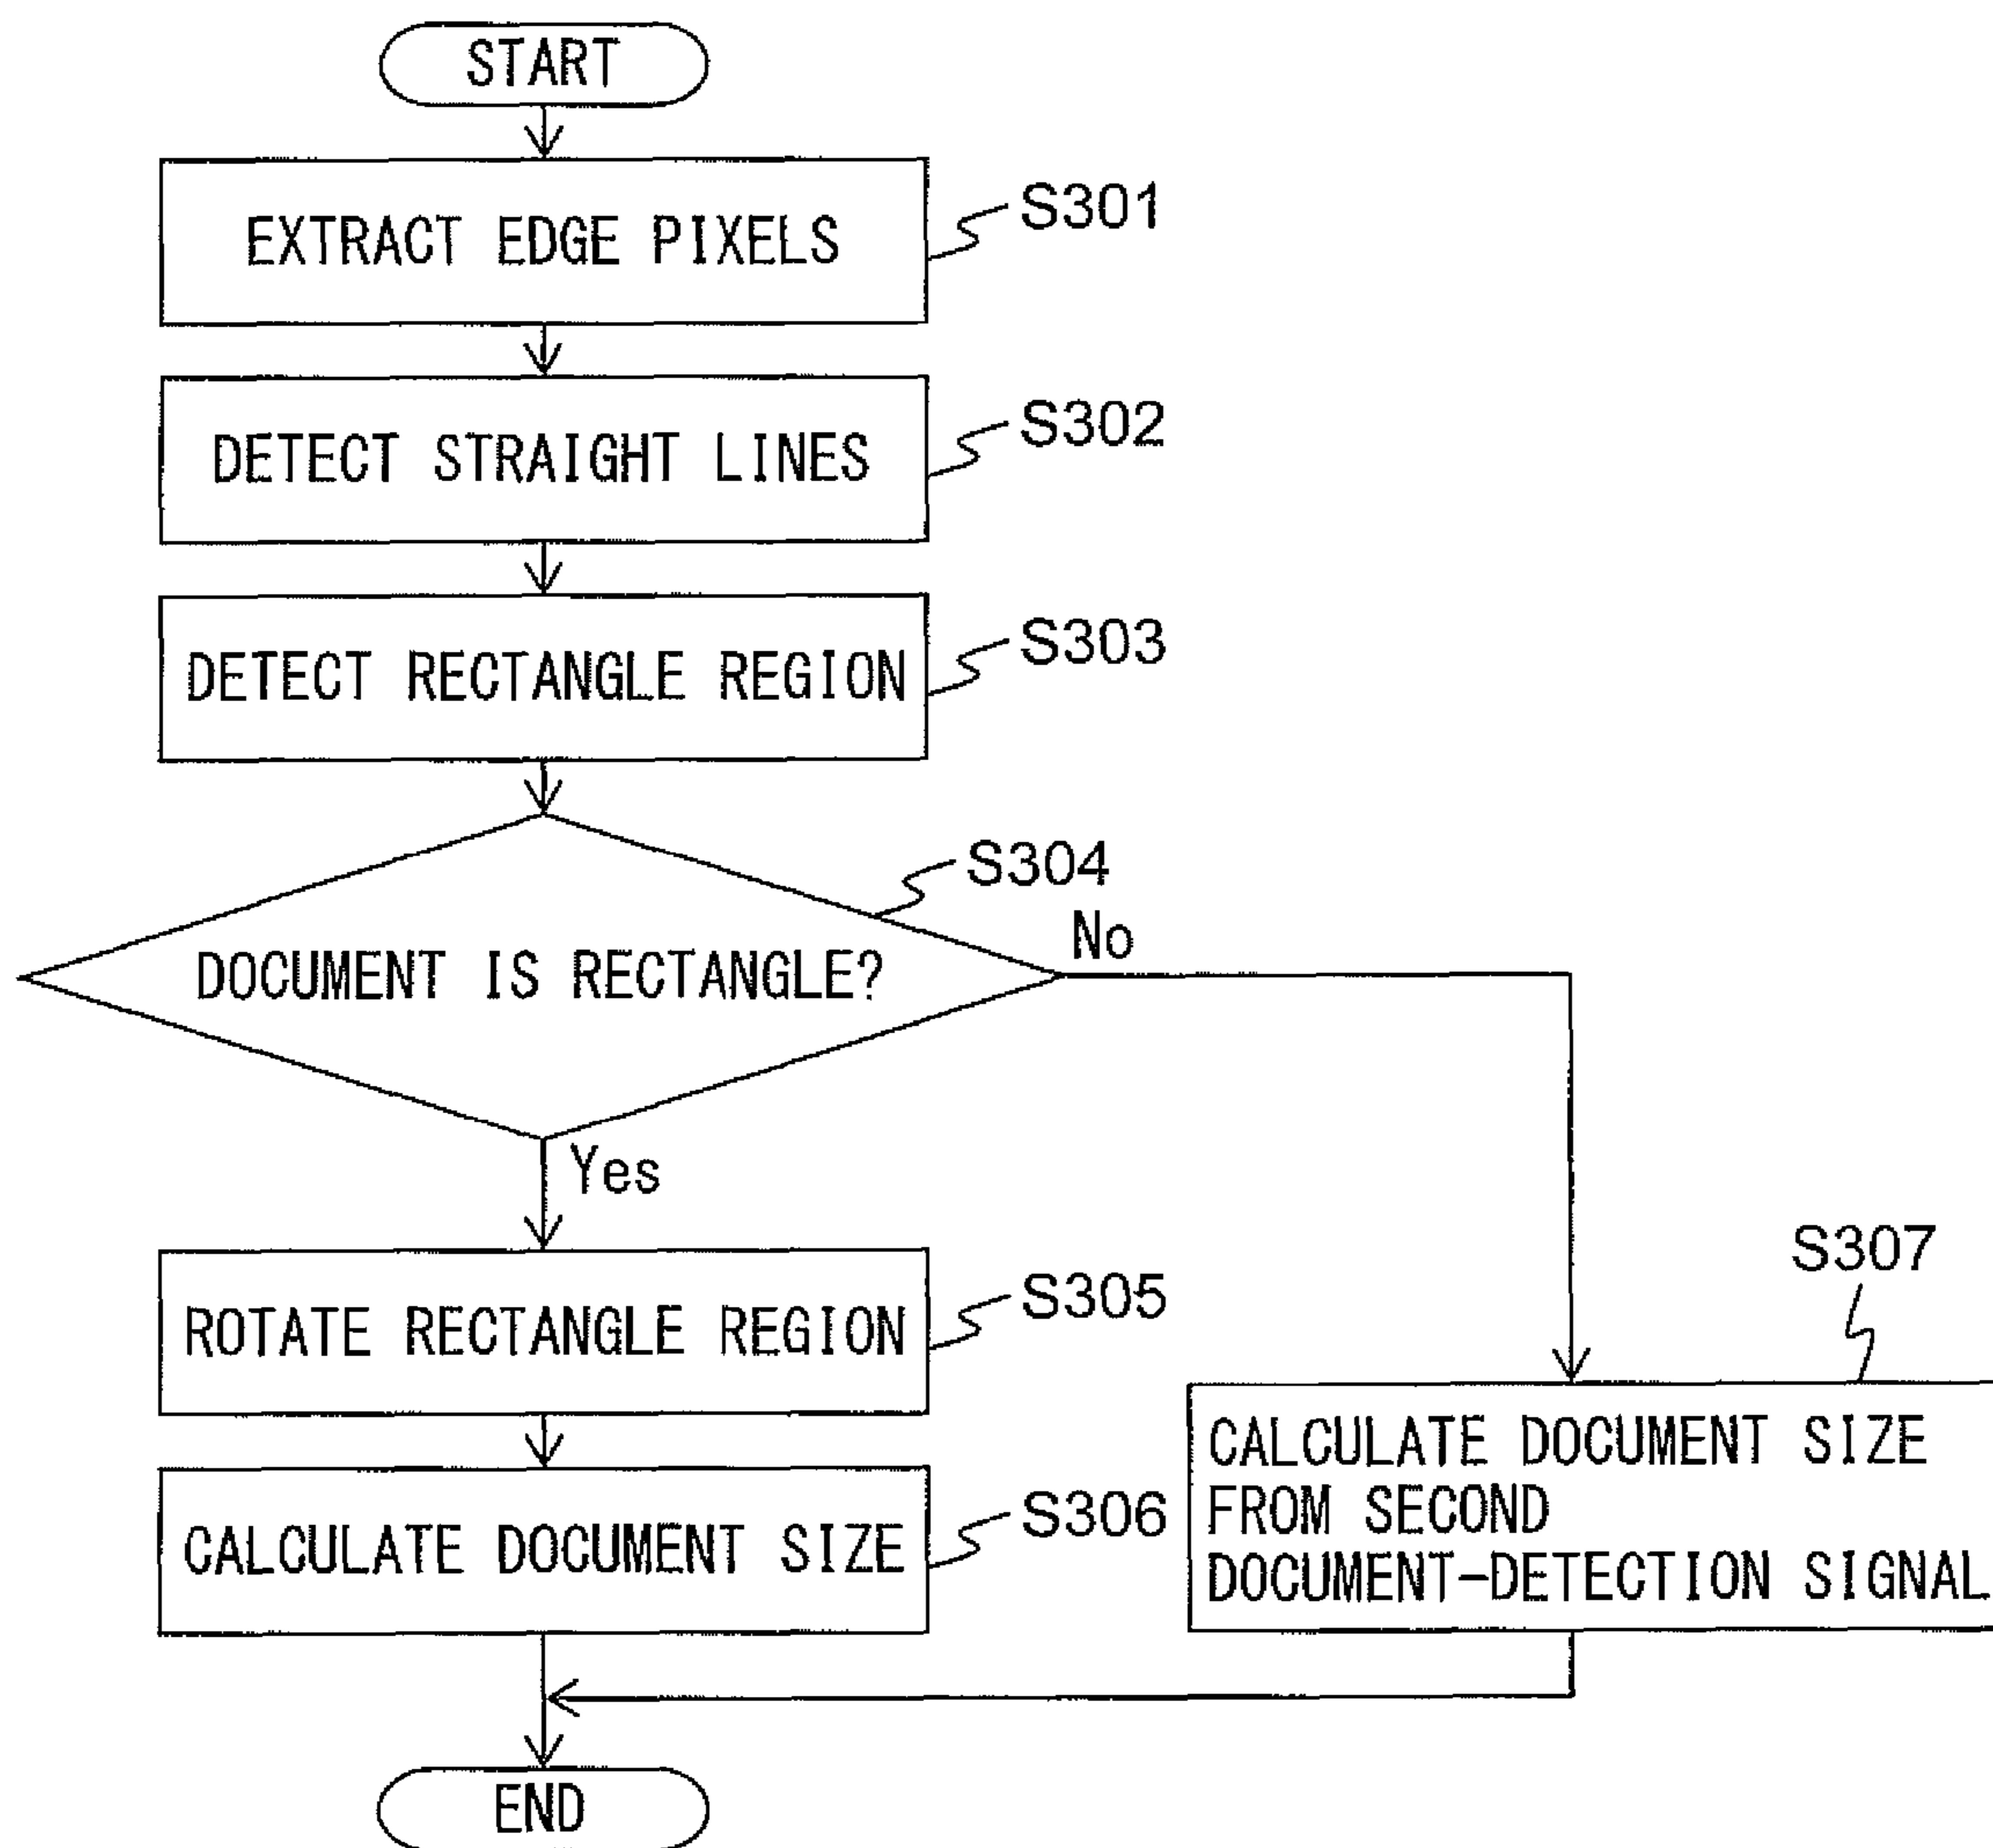 START
EXTRACT EDGE PIXELS
S301
DETECT STRAIGHT LINES
S302
DETECT RECTANGLE REGION
S303
DOCUMENT IS RECTANGLE?
S304
No
Yes
ROTATE RECTANGLE REGION
S305
CALCULATE DOCUMENT SIZE
S306
S307
CALCULATE DOCUMENT SIZE
FROM SECOND
DOCUMENT-DETECTION SIGNAL
END